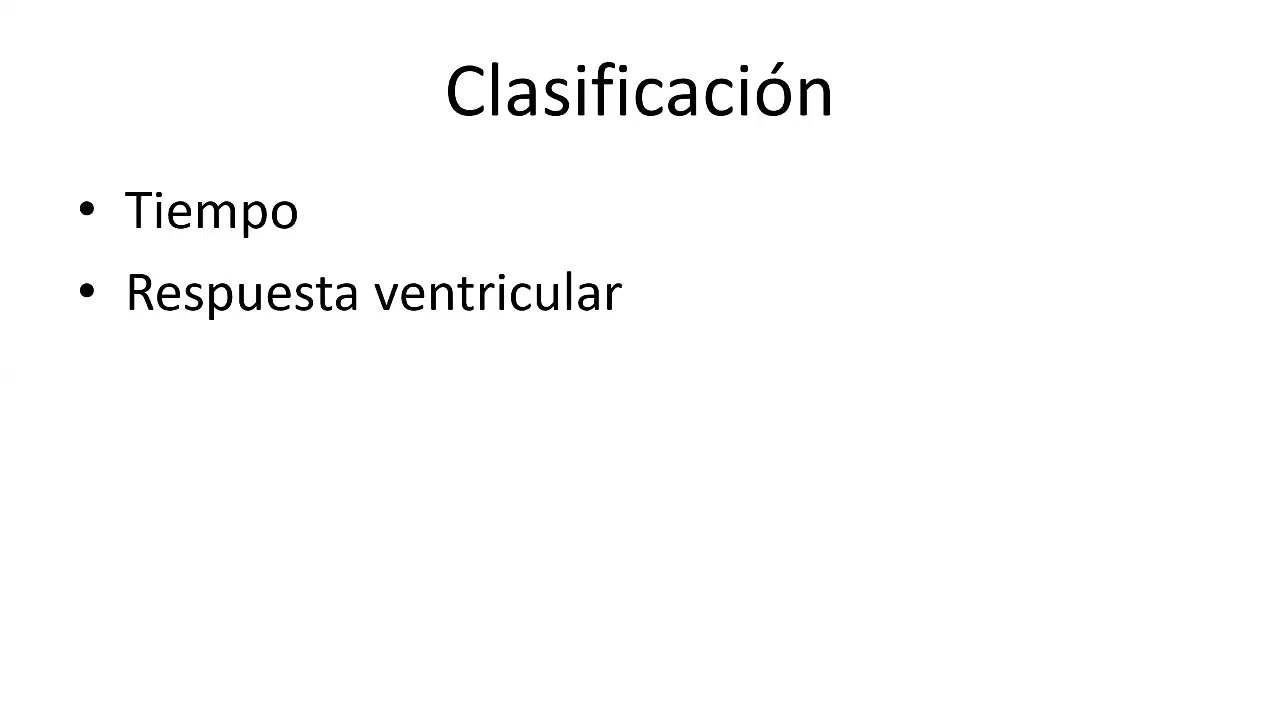 Clasificación
• Tiempo
• Respuesta ventricular